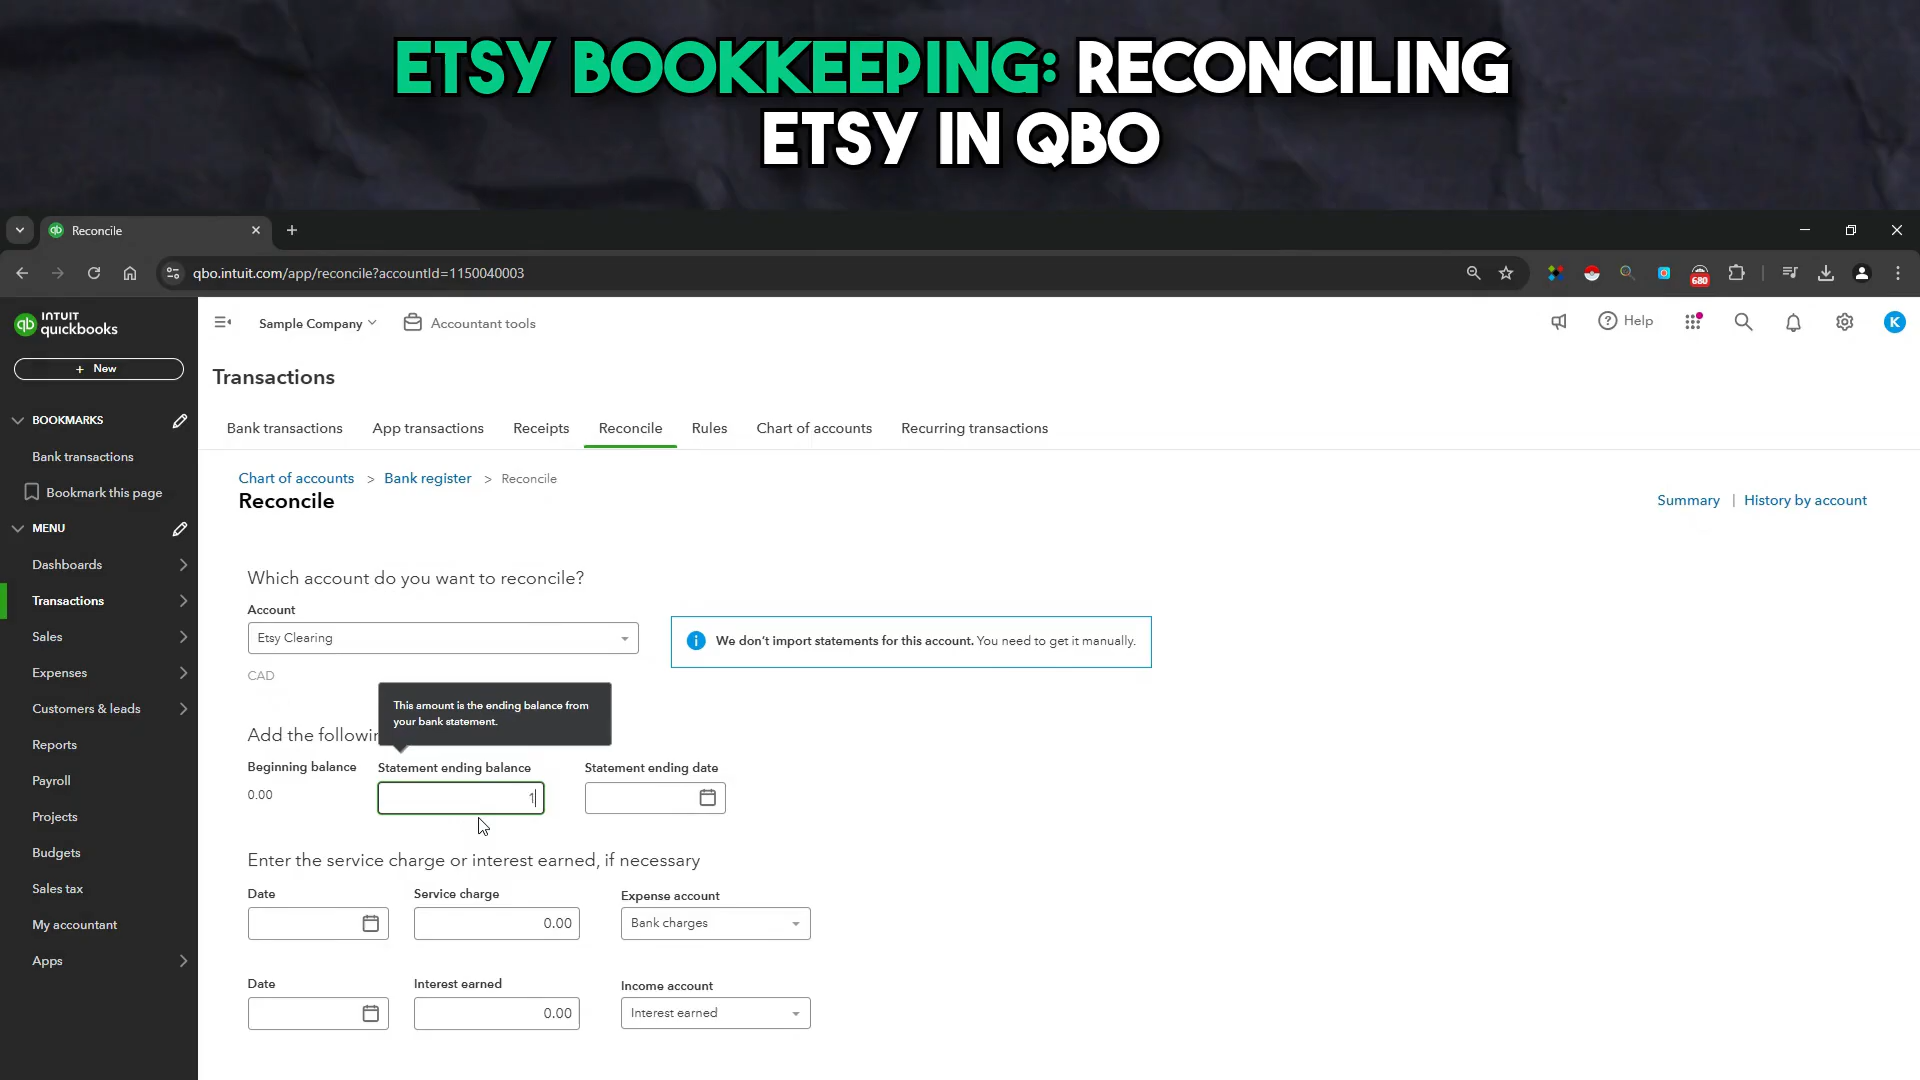 ETSY BOOKKEEPING: RECONCILING
ETSY IN QBO
Reconcile
qbo.intuit.com/app/reconcile?accountId=1150040003
680
INTUIT
quickbooks
Sample Company
Accountant tools
Help
K
+ New
Transactions
BOOKMARKS
Bank transactions
Bookmark this page
MENU
Dashboards
Transactions
Sales
Expenses
Customers & leads
Reports
Payroll
Projects
Budgets
Sales tax
My accountant
Apps
Bank transactions App transactions Receipts Reconcile Rules Chart of accounts Recurring transactions
Chart of accounts > Bank register > Reconcile
Reconcile
Summary | History by account
Which account do you want to reconcile?
Account
Etsy Clearing
We don't import statements for this account. You need to get it manually.
CAD
This amount is the ending balance from
your bank statement.
Add the followin
Beginning balance Statement ending balance Statement ending date
0.00 1
Enter the service charge or interest earned, if necessary
Date Service charge Expense account
0.00 Bank charges
Date Interest earned Income account
0.00 Interest earned